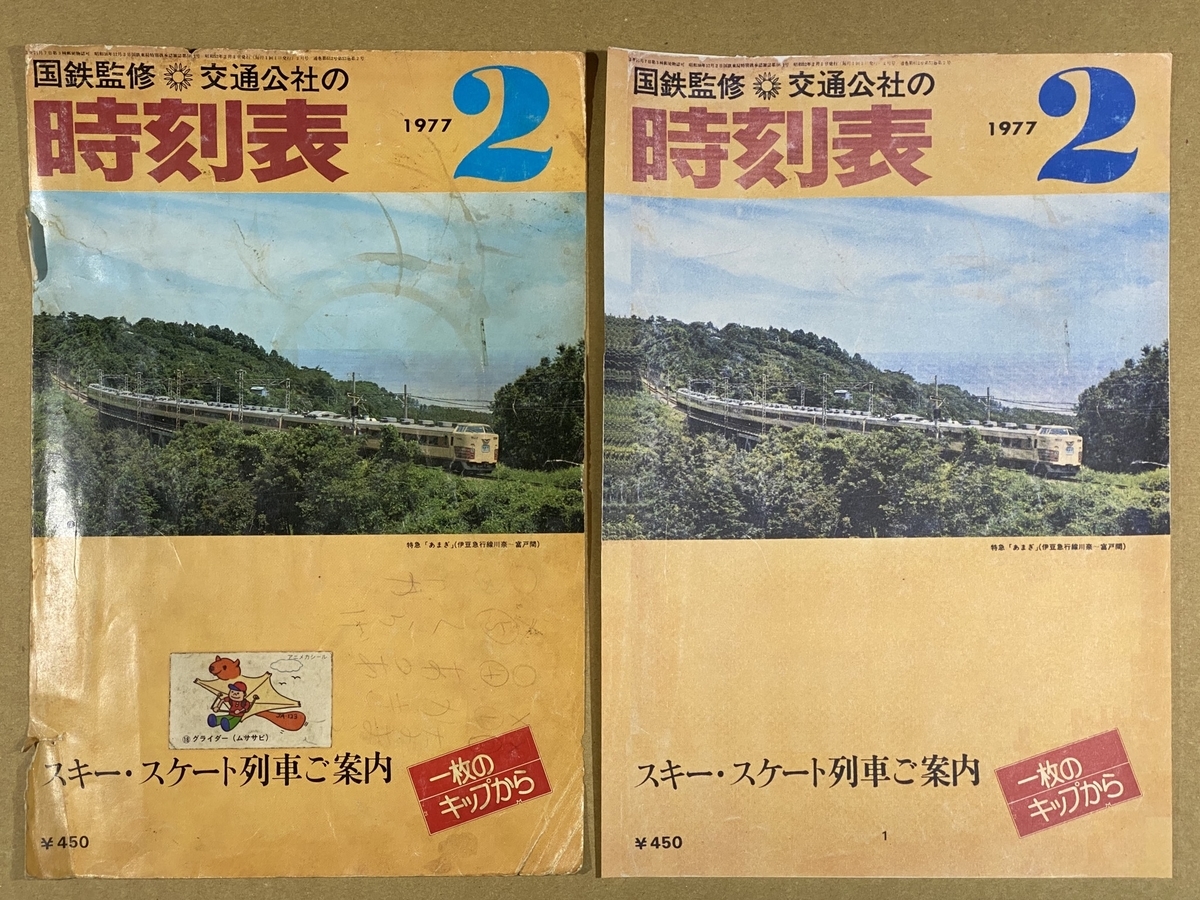 国鉄監修 交通公社の
時刻表
1977 2
特急「あまぎ」(伊豆急行線川奈〜富戸間)
アニメカシール
JA-123
⑯グライダー(ムササビ)
スキー・スケート列車ご案内
一枚の
キップから
¥450
国鉄監修 交通公社の
時刻表
1977 2
特急「あまぎ」(伊豆急行線川奈〜富戸間)
スキー・スケート列車ご案内
一枚の
キップから
¥450
1